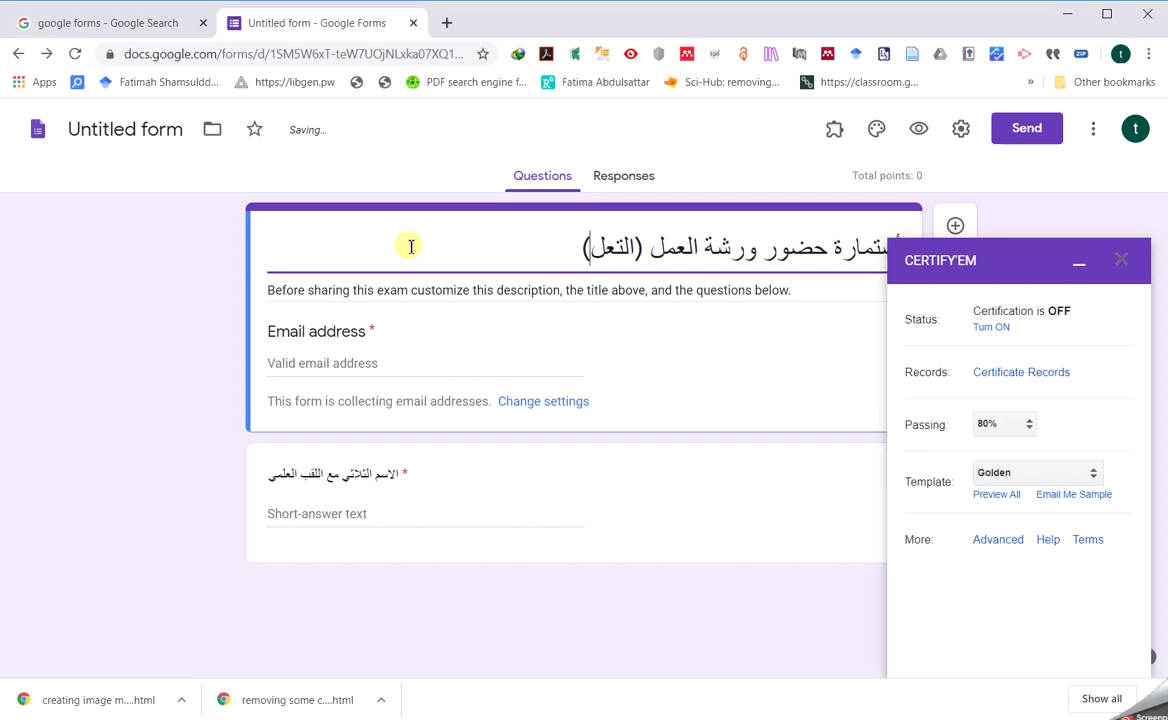 google forms - Google Search
Untitled form - Google Forms
docs.google.com/forms/d/1SM5W6xT-teW7UOjNLxka07XQ1...
Apps
Fatimah Shamsuldd...
https://libgen.pw
PDF search engine f...
Fatima Abdulsattar
Sci-Hub: removing...
https://classroom.g...
»
Other bookmarks
Untitled form
Saving...
Send
t
Questions
Responses
Total points: 0
حضور ورشة العمل (التعل)
CERTIFY'EM
Before sharing this exam customize this description, the title above, and the questions below.
Email address *
Valid email address
This form is collecting email addresses. Change settings
الاسم الثلاثي مع اللقب العلمي *
Short-answer text
Status:
Certification is OFF
Turn ON
Records:
Certificate Records
Passing:
80%
Template:
Golden
Preview All
Email Me Sample
More:
Advanced
Help
Terms
creating image m....html
removing some c....html
Show all